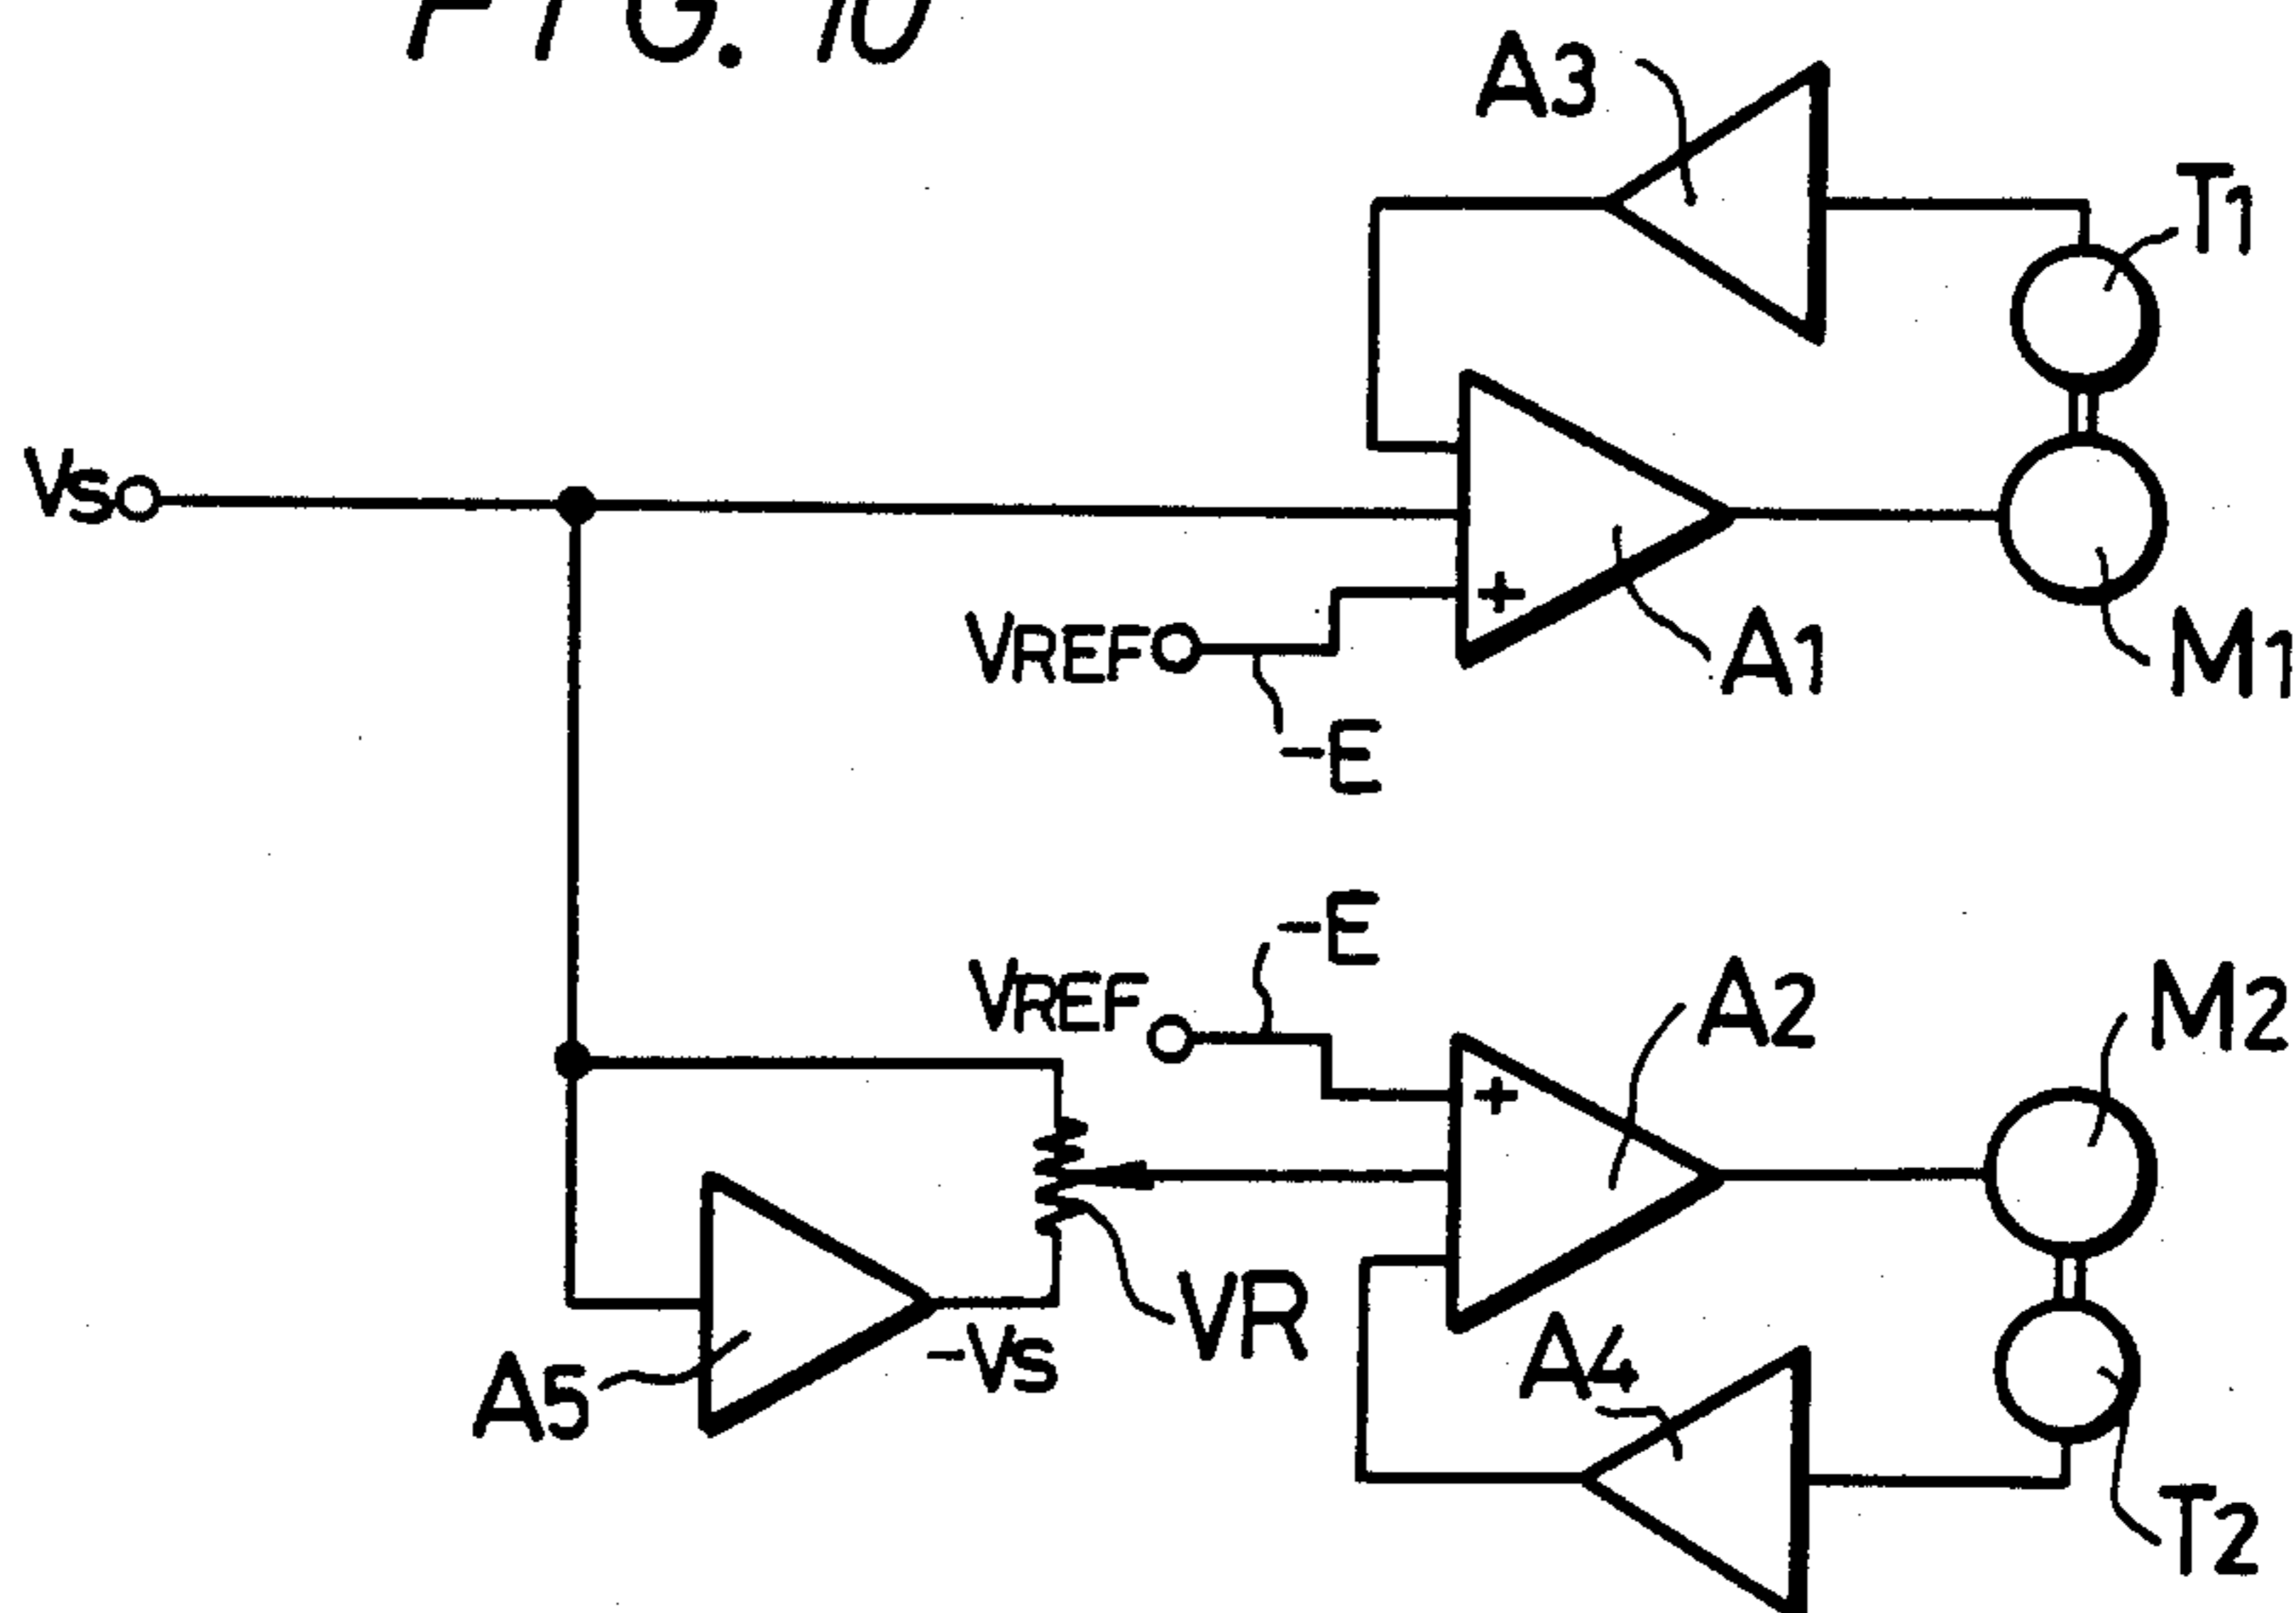 FIG. 10
A3
T1
Vs
+
VREF
A1
M1
-E
-E
VREF
A2
M2
+
VR
-Vs
A4
A5
T2